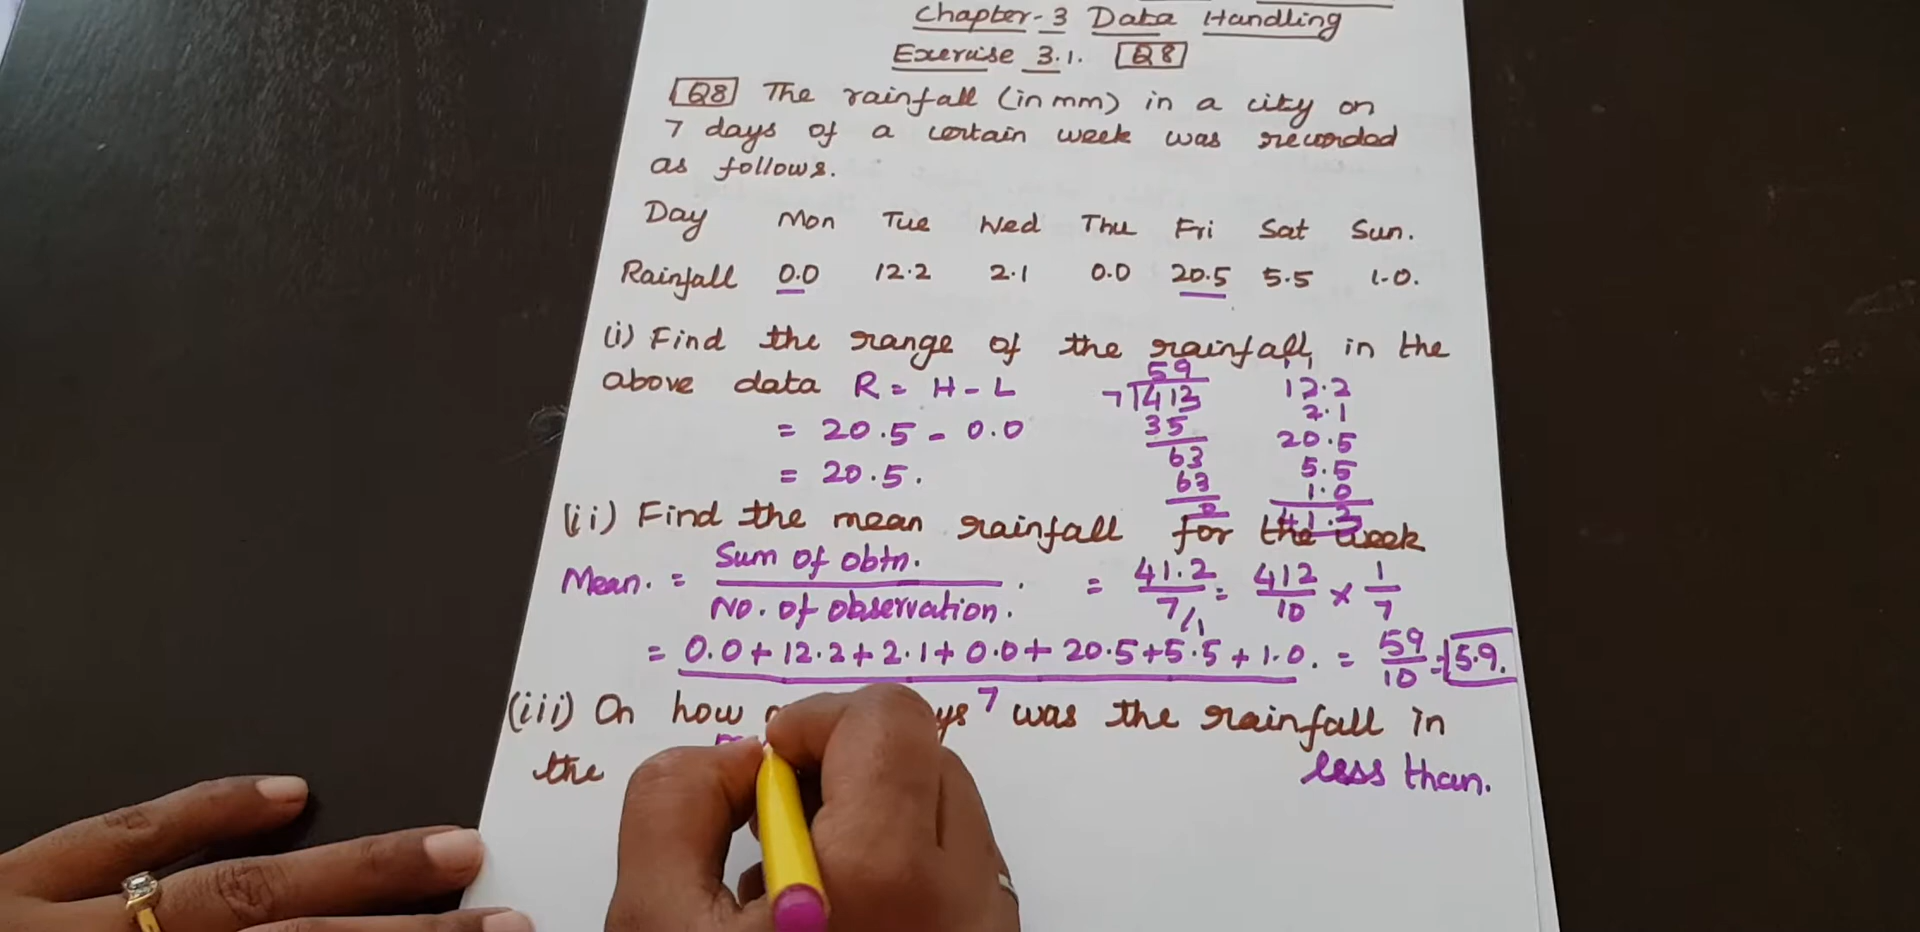 Chapter-3 Data Handling
Exercise 3.1. Q8
Q8 The rainfall (in mm) in a city on
7 days of a certain week was recorded
as follows.
Day Mon Tue Wed Thu Fri Sat Sun.
Rainfall 0.0 12.2 2.1 0.0 20.5 5.5 1.0.
(i) Find the range of the rainfall in the
above data R = H - L
= 20.5 - 0.0
= 20.5.
59
7 413
35
63
63
0
12.2
2.1
20.5
5.5
1.0
41.3
(ii) Find the mean rainfall for the week
Mean. = Sum of obtn. / No. of observation. = 41.2 / 7/1 = 412/10 × 1/7
= 0.0 + 12.2 + 2.1 + 0.0 + 20.5 + 5.5 + 1.0. / 7 = 59/10 = 5.9.
(iii) On how was the rainfall in
the less than.